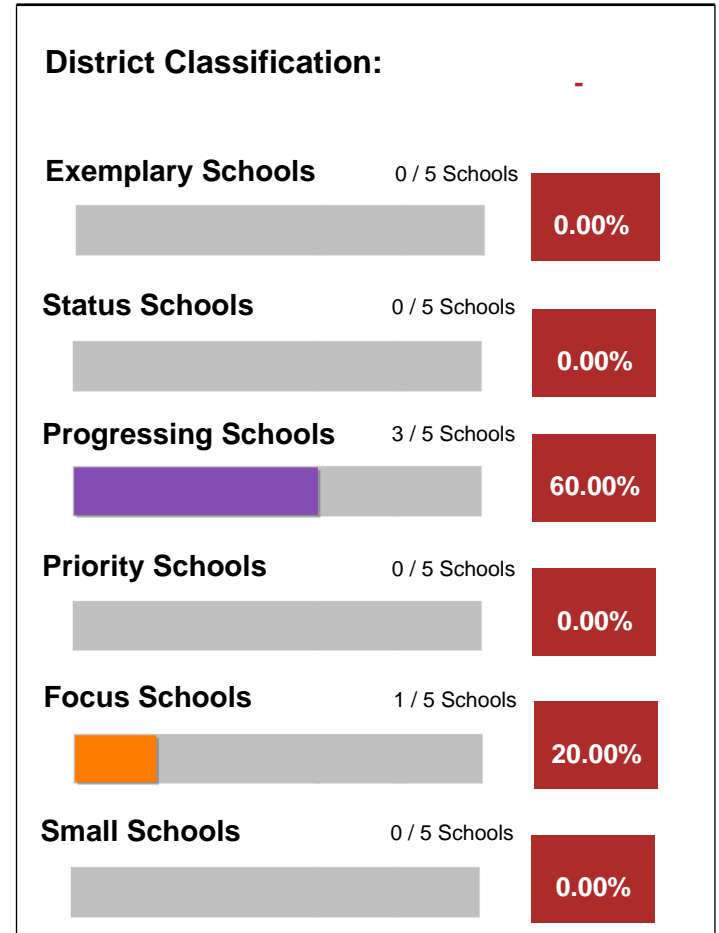 District Classification:
-
Exemplary Schools 0 / 5 Schools
0.00%
Status Schools 0 / 5 Schools
0.00%
Progressing Schools 3 / 5 Schools
60.00%
Priority Schools 0 / 5 Schools
0.00%
Focus Schools 1 / 5 Schools
20.00%
Small Schools 0 / 5 Schools
0.00%